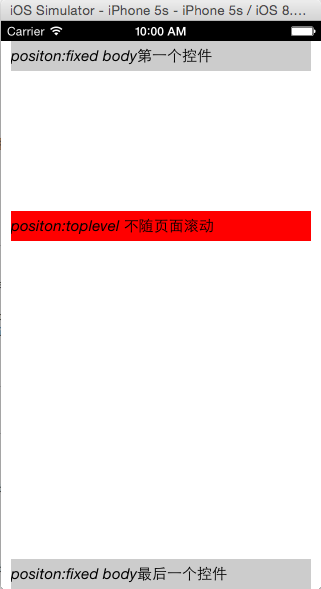 iOS Simulator - iPhone 5s - iPhone 5s / iOS 8....
Carrier 10:00 AM
positon:fixed body第一个控件
positon:toplevel 不随页面滚动
positon:fixed body最后一个控件